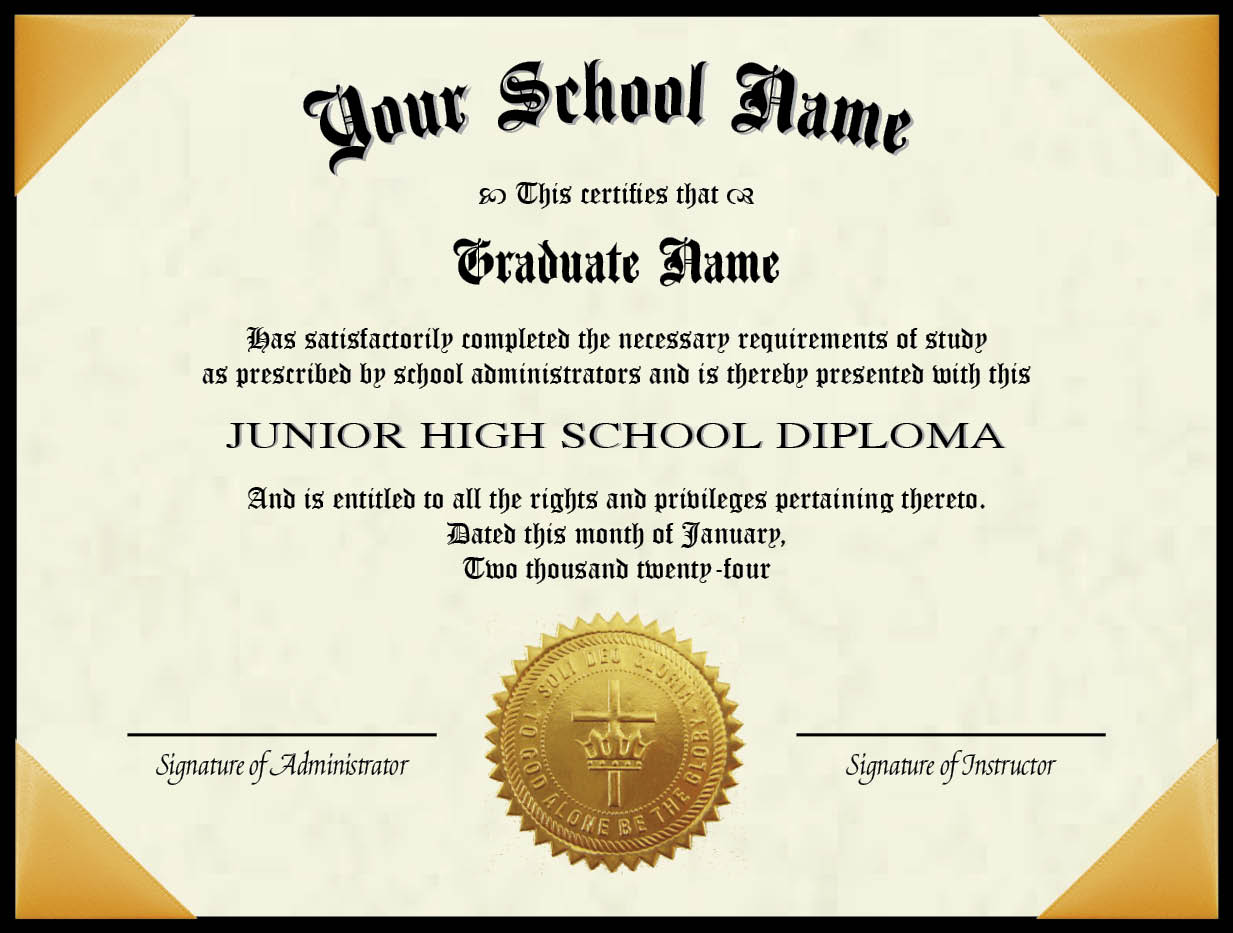 Your School Name
This certifies that
Graduate Name
Has satisfactorily completed the necessary requirements of study
as prescribed by school administrators and is thereby presented with this
JUNIOR HIGH SCHOOL DIPLOMA
And is entitled to all the rights and privileges pertaining thereto.
Dated this month of January,
Two thousand twenty-four
SOLI DEO GLORIA
TO GOD ALONE BE THE GLORY
Signature of Administrator
Signature of Instructor